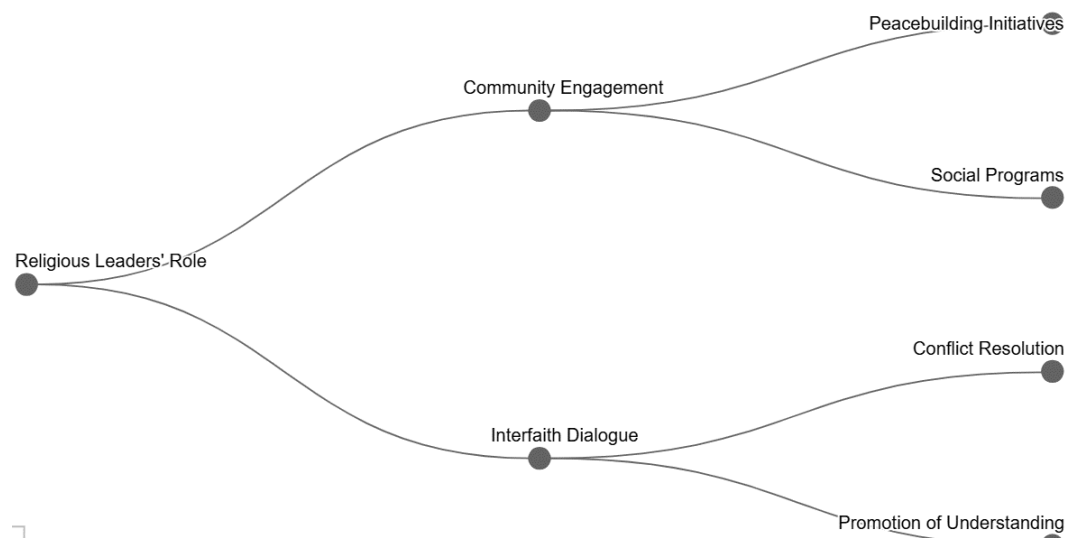 Peacebuilding Initiatives
Community Engagement
Social Programs
Religious Leaders' Role
Conflict Resolution
Interfaith Dialogue
Promotion of Understanding